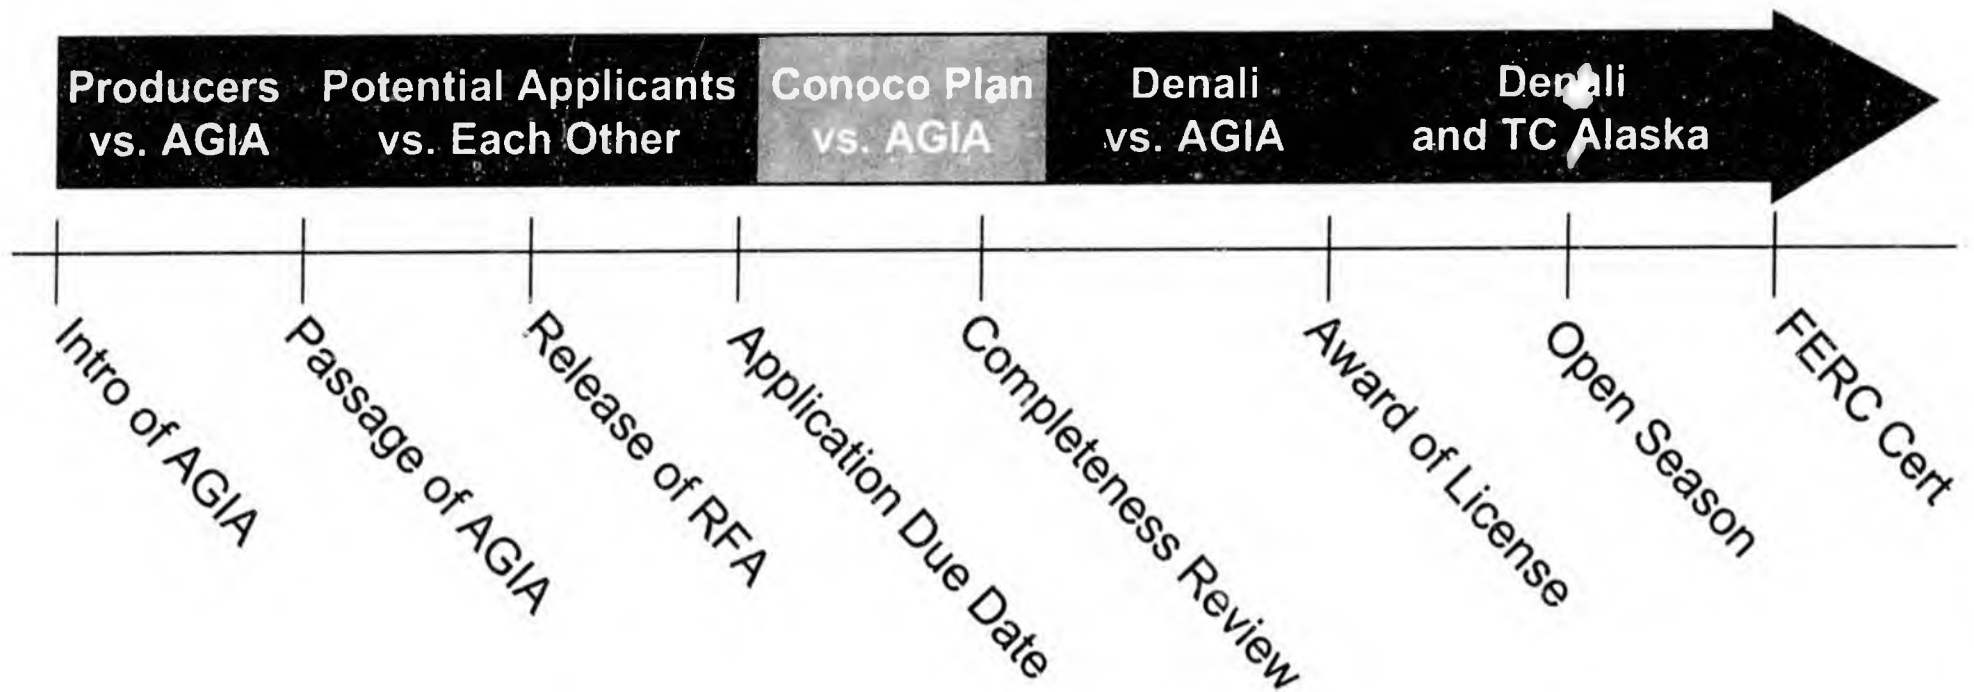 Producers
vs. AGIA
Potential Applicants
vs. Each Other
Conoco Plan
vs. AGIA
Denali
vs. AGIA
Denali
and TC Alaska
Intro of AGIA
Passage of AGIA
Release of RFA
Application Due Date
Completeness Review
Award of License
Open Season
FERC Cert